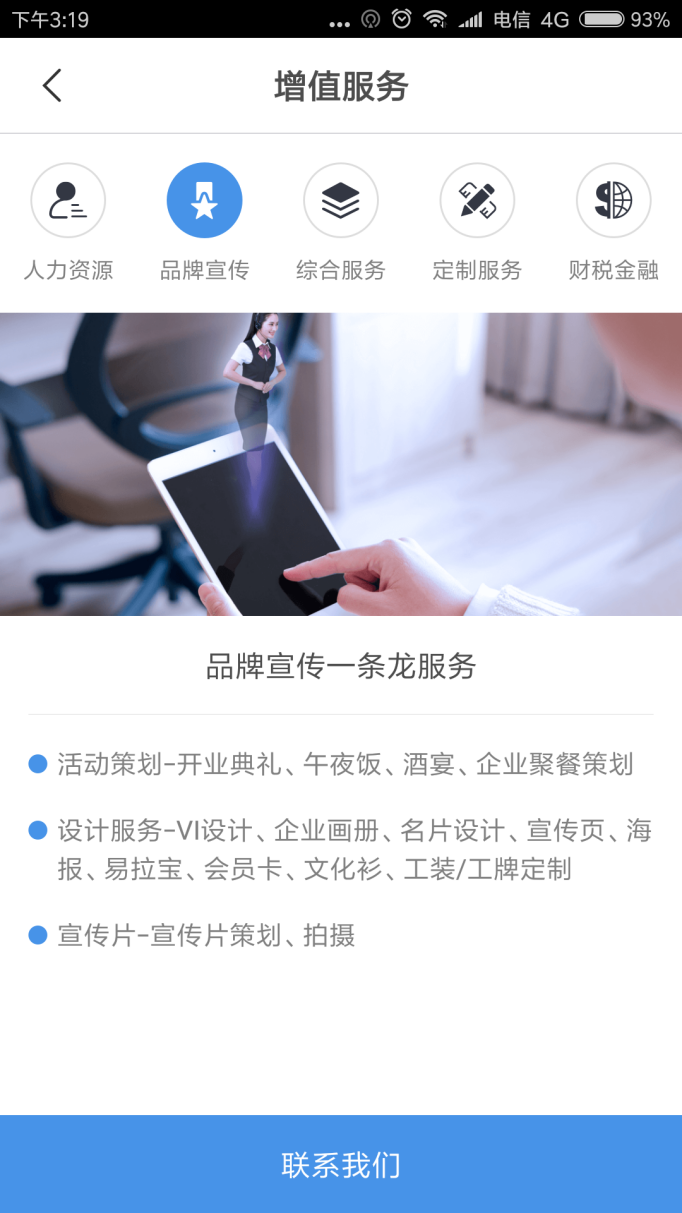 下午3:19
电信 4G 93%
增值服务
人力资源 品牌宣传 综合服务 定制服务 财税金融
品牌宣传一条龙服务
活动策划-开业典礼、午夜饭、酒宴、企业聚餐策划
设计服务-VI设计、企业画册、名片设计、宣传页、海
报、易拉宝、会员卡、文化衫、工装/工牌定制
宣传片-宣传片策划、拍摄
联系我们